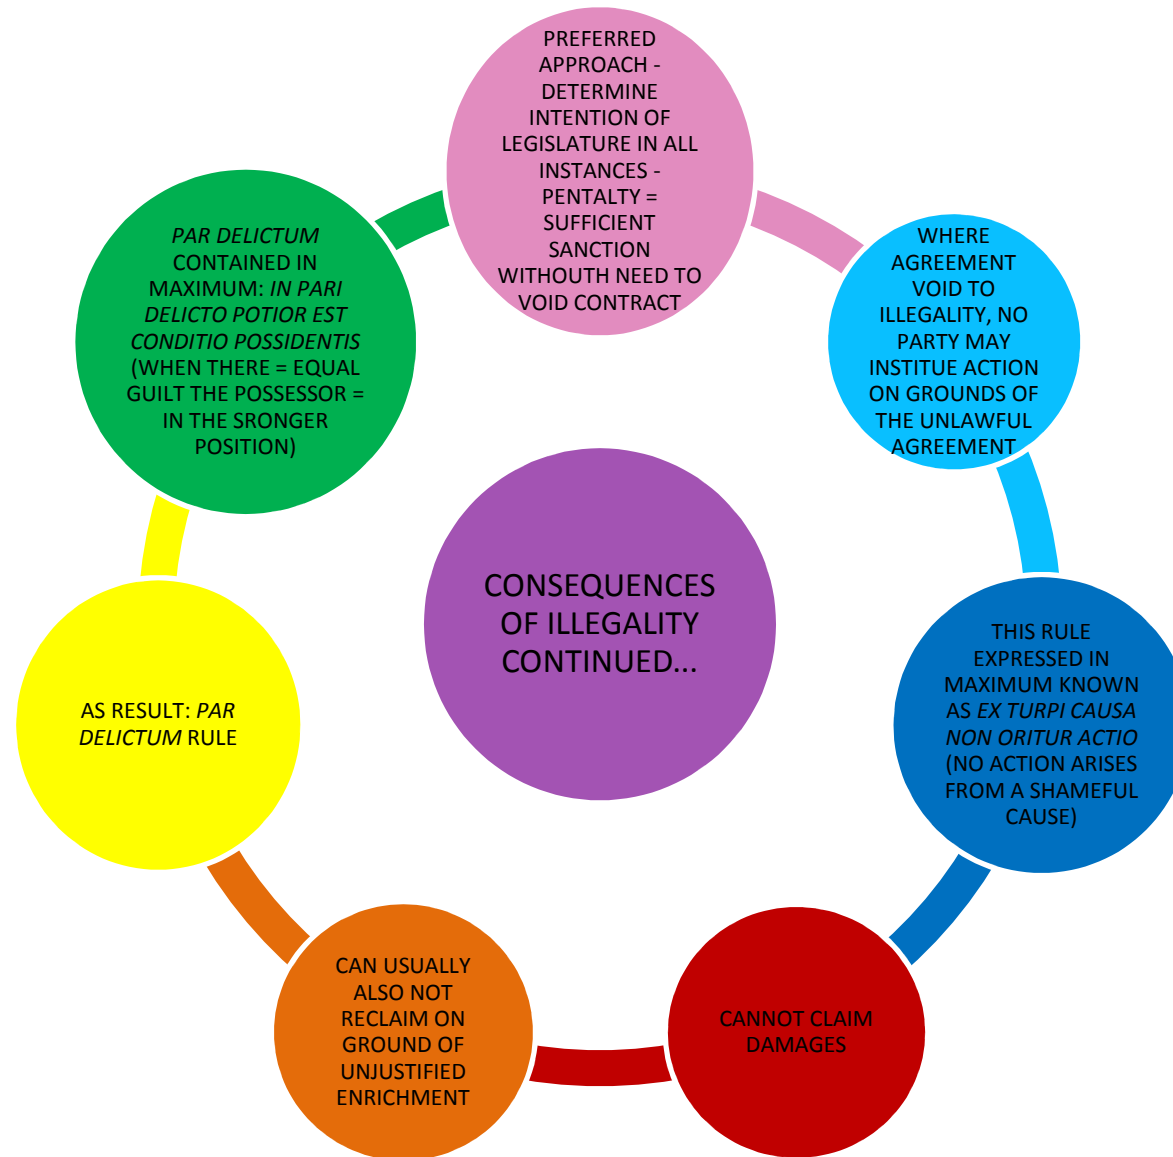 PREFERRED
APPROACH -
DETERMINE
INTENTION OF
LEGISLATURE IN ALL
INSTANCES -
PENTALTY =
SUFFICIENT
SANCTION
WITHOUTH NEED TO
VOID CONTRACT
WHERE
AGREEMENT
VOID TO
ILLEGALITY, NO
PARTY MAY
INSTITUE ACTION
ON GROUNDS OF
THE UNLAWFUL
AGREEMENT
THIS RULE
EXPRESSED IN
MAXIMUM KNOWN
AS EX TURPI CAUSA
NON ORITUR ACTIO
(NO ACTION ARISES
FROM A SHAMEFUL
CAUSE)
CANNOT CLAIM
DAMAGES
CAN USUALLY
ALSO NOT
RECLAIM ON
GROUND OF
UNJUSTIFIED
ENRICHMENT
AS RESULT: PAR
DELICTUM RULE
PAR DELICTUM
CONTAINED IN
MAXIMUM: IN PARI
DELICTO POTIOR EST
CONDITIO POSSIDENTIS
(WHEN THERE = EQUAL
GUILT THE POSSESSOR =
IN THE SRONGER
POSITION)
CONSEQUENCES
OF ILLEGALITY
CONTINUED...